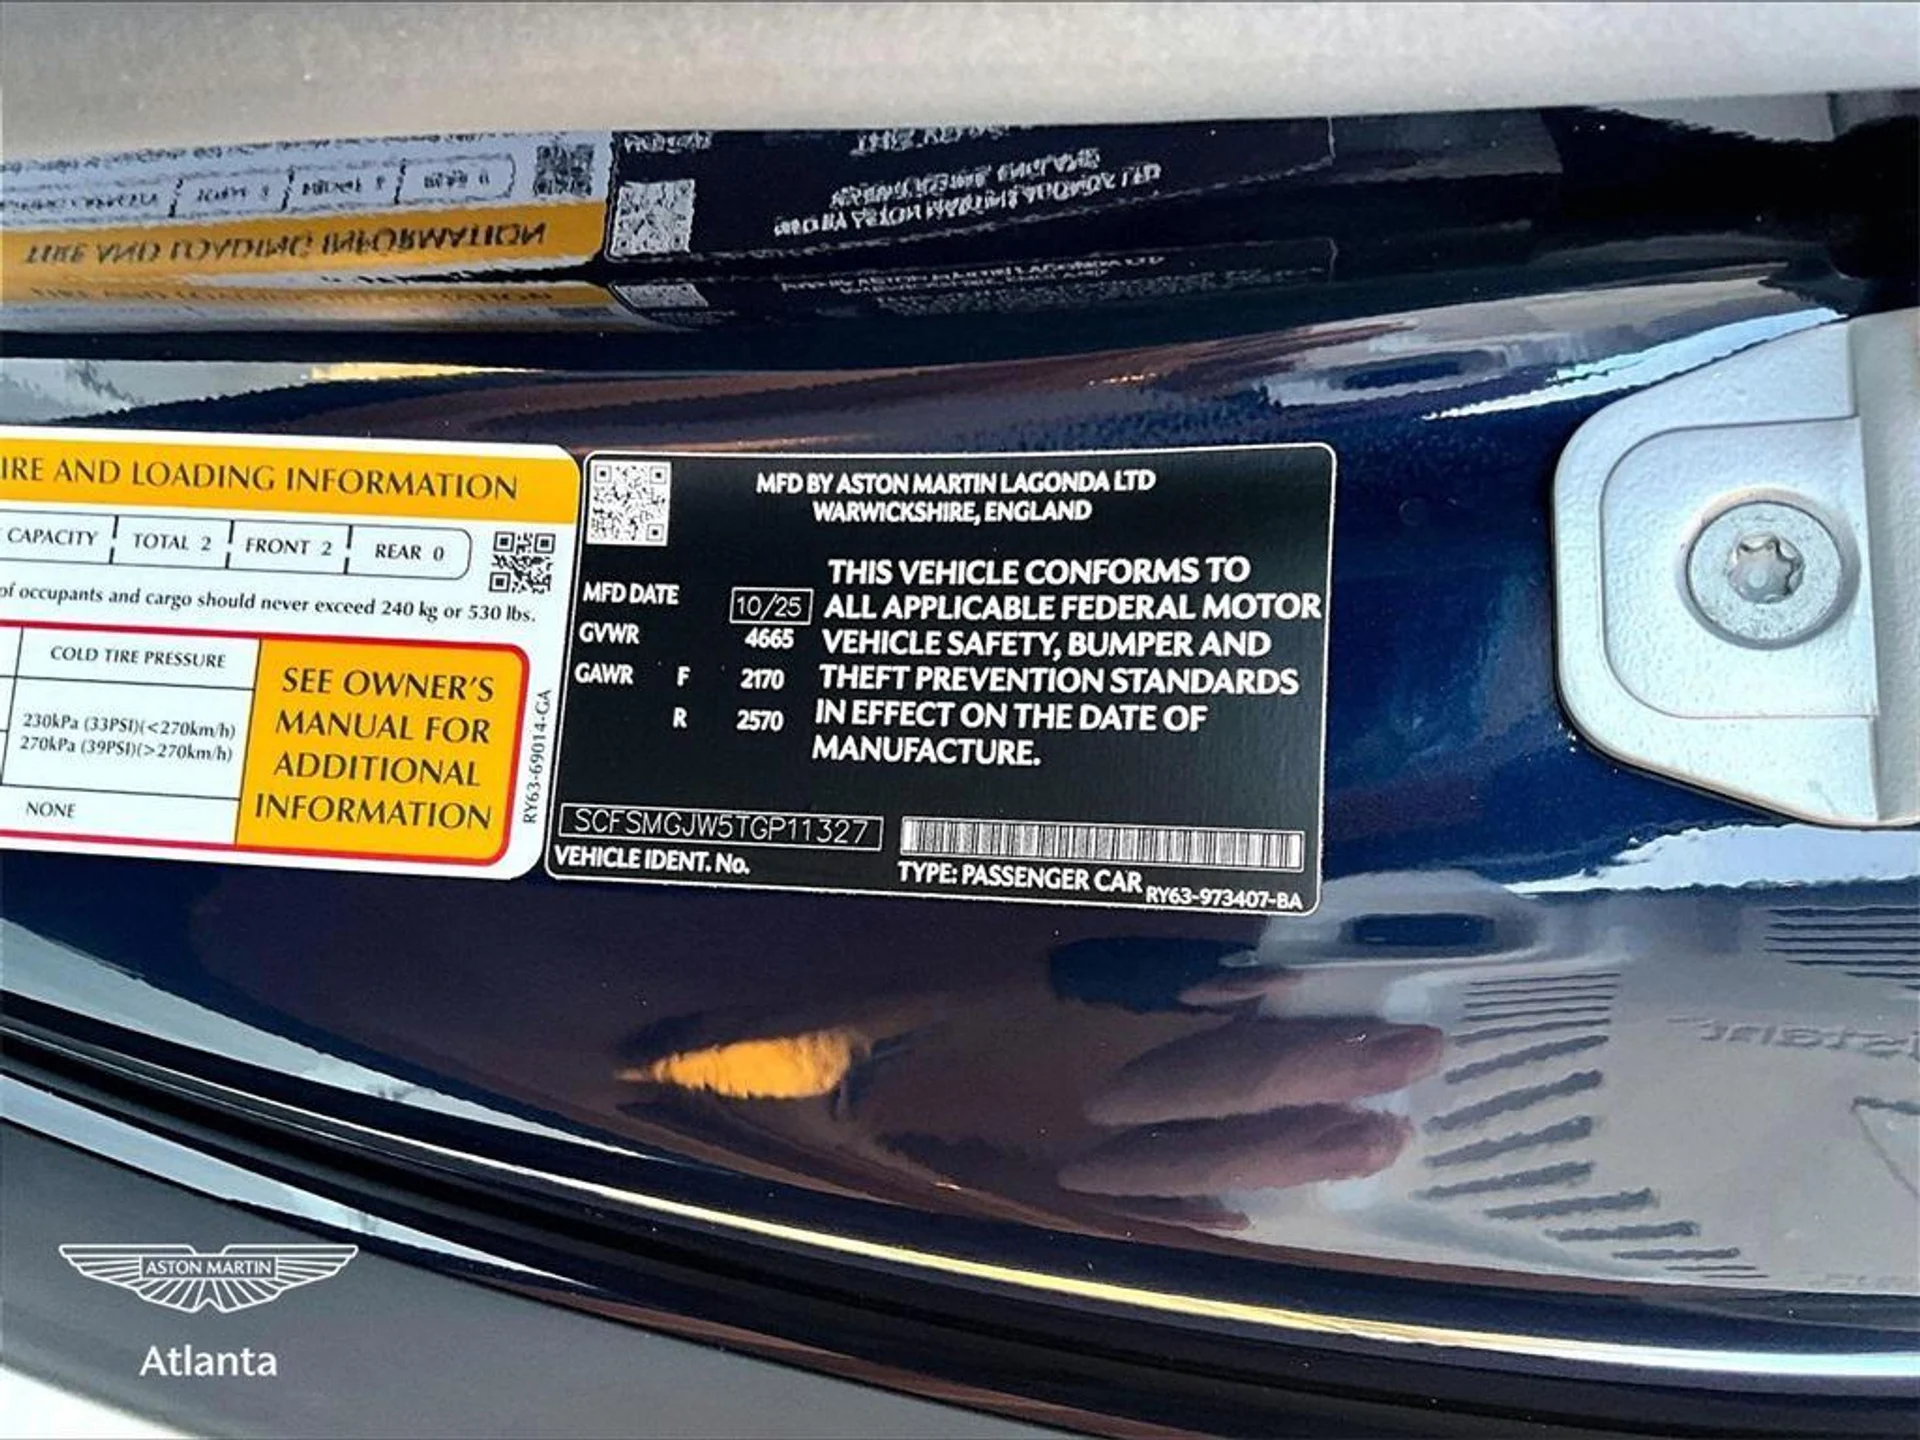 IRE AND LOADING INFORMATION
CAPACITY TOTAL 2 FRONT 2 REAR 0
of occupants and cargo should never exceed 240 kg or 530 lbs.
COLD TIRE PRESSURE
230kPa (33PSI)(<270km/h)
270kPa (39PSI)(>270km/h)
NONE
SEE OWNER'S
MANUAL FOR
ADDITIONAL
INFORMATION
RY63-69014-GA
MFD BY ASTON MARTIN LAGONDA LTD
WARWICKSHIRE, ENGLAND
MFD DATE 10/25
GVWR 4665
GAWR F 2170
R 2570
THIS VEHICLE CONFORMS TO
ALL APPLICABLE FEDERAL MOTOR
VEHICLE SAFETY, BUMPER AND
THEFT PREVENTION STANDARDS
IN EFFECT ON THE DATE OF
MANUFACTURE.
SCFSMGJW5TGP11327
VEHICLE IDENT. No.
TYPE: PASSENGER CAR
RY63-973407-BA
ASTON MARTIN
Atlanta